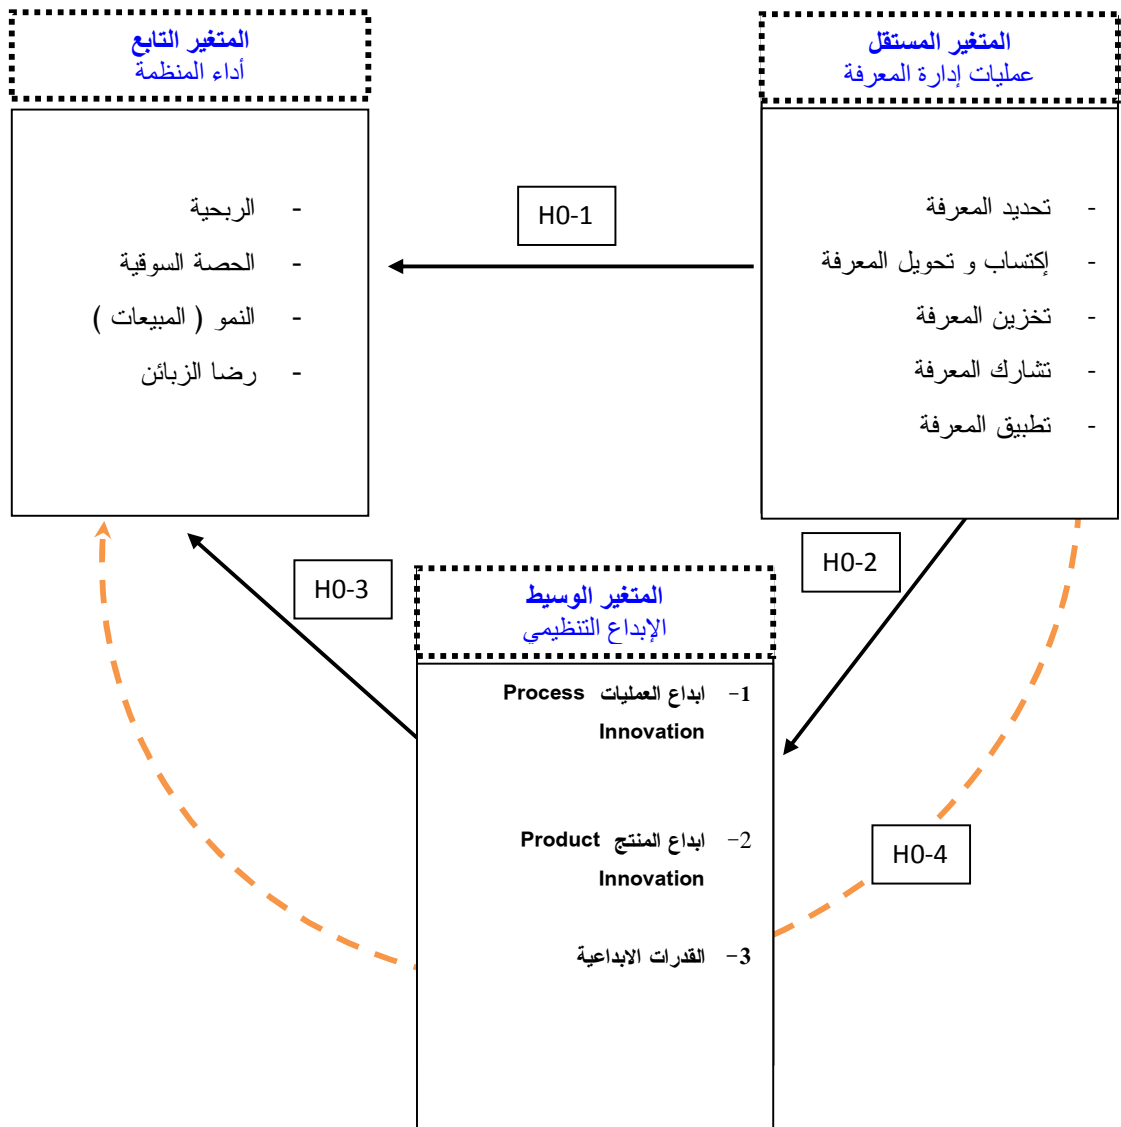 المتغير المستقل
عمليات إدارة المعرفة
- تحديد المعرفة
- إكتساب و تحويل المعرفة
- تخزين المعرفة
- تشارك المعرفة
- تطبيق المعرفة
H0-1
المتغير التابع
أداء المنظمة
- الربحية
- الحصة السوقية
- النمو ( المبيعات )
- رضا الزبائن
H0-2
H0-3
المتغير الوسيط
الإبداع التنظيمي
1- ابداع العمليات Process
Innovation
2- ابداع المنتج Product
Innovation
3- القدرات الابداعية
H0-4